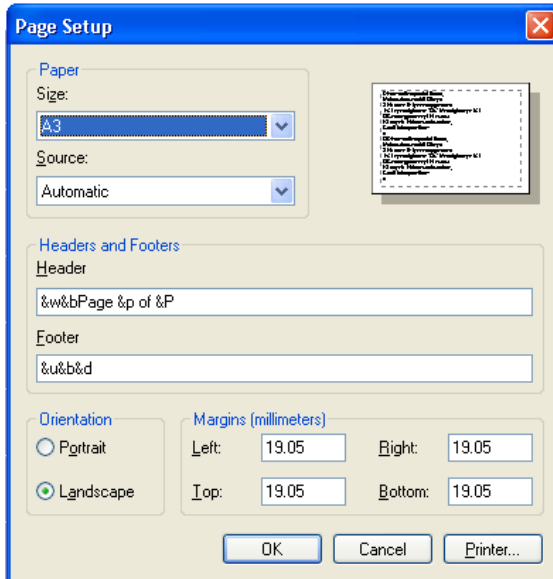 Page Setup
Paper
Size:
A3
Source:
Automatic
Headers and Footers
Header
&w&bPage &p of &P
Footer
&u&b&d
Orientation
Portrait
Landscape
Margins (millimeters)
Left: 19.05 Right: 19.05
Top: 19.05 Bottom: 19.05
OK Cancel Printer...